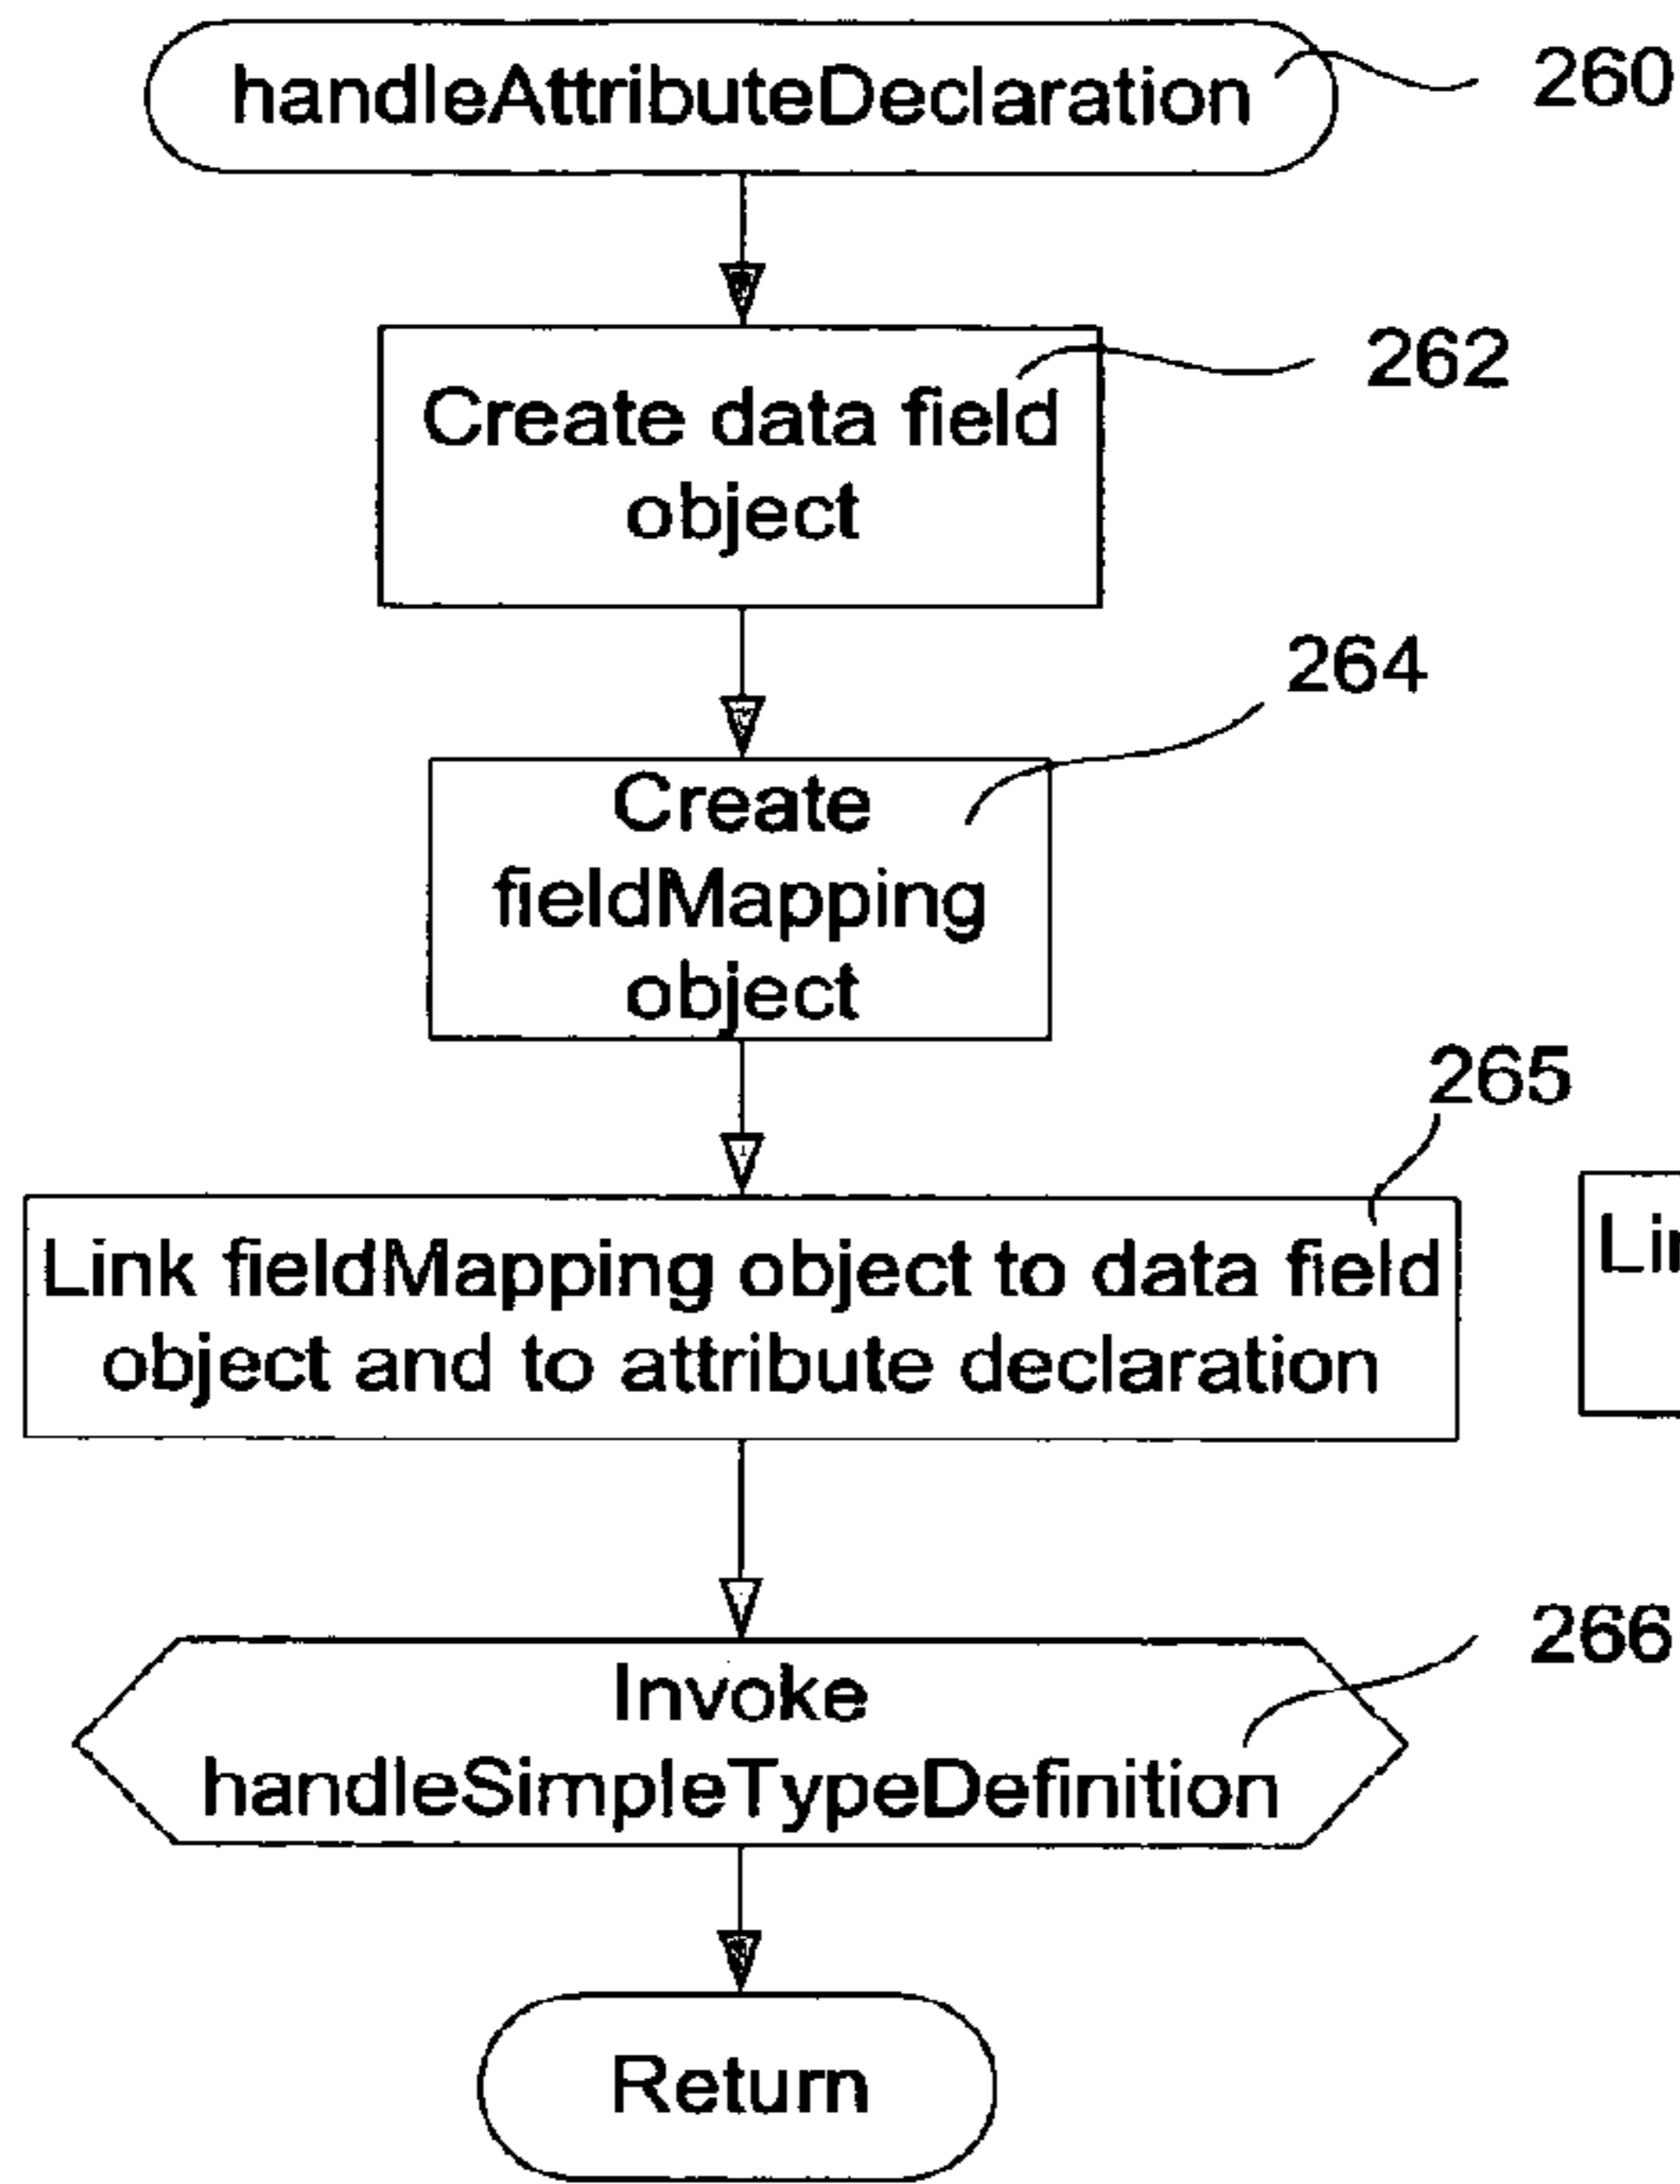 handleAttributeDeclaration
260
Create data field
object
262
264
Create
fieldMapping
object
265
Link fieldMapping object to data field
object and to attribute declaration
266
Invoke
handleSimpleTypeDefinition
Return